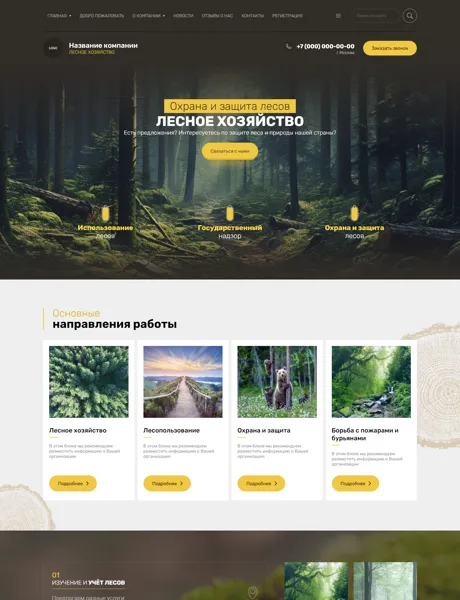 ГЛАВНАЯ ДОБРО ПОЖАЛОВАТЬ О КОМПАНИИ НОВОСТИ ОТЗЫВЫ О НАС КОНТАКТЫ РЕГИСТРАЦИЯ
LOGO
Название компании
ЛЕСНОЕ ХОЗЯЙСТВО
+7 (000) 000-00-00
г. Москва
Заказать звонок
Охрана и защита лесов
ЛЕСНОЕ ХОЗЯЙСТВО
Есть предложения? Интересуетесь по защите леса и природы нашей страны?
Связаться с нами
Использование
лесов
Государственный
надзор
Охрана и защита
лесов
Основные
направления работы
Лесное хозяйство
В этом блоке мы рекомендуем
разместить информацию о Вашей
организации
Подробнее
Лесопользование
В этом блоке мы рекомендуем
разместить информацию о Вашей
организации
Подробнее
Охрана и защита
В этом блоке мы рекомендуем
разместить информацию о Вашей
организации
Подробнее
Борьба с пожарами и
бурьянами
В этом блоке мы рекомендуем
разместить информацию о Вашей
организации
Подробнее
01
ИЗУЧЕНИЕ И УЧЁТ ЛЕСОВ
Предлагаем разные услуги